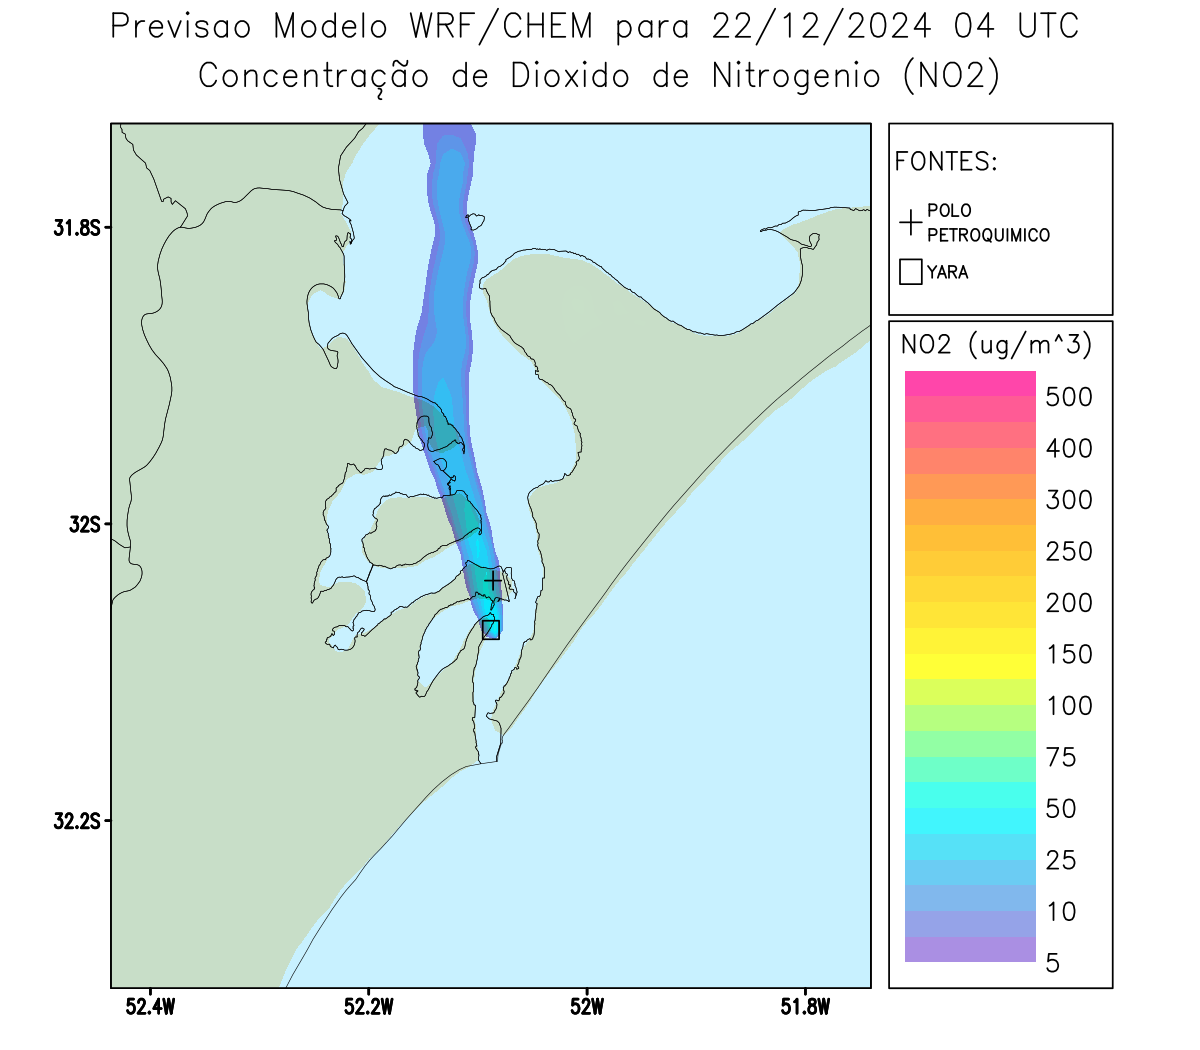 Previsao Modelo WRF/CHEM para 22/12/2024 04 UTC
Concentração de Dioxido de Nitrogenio (NO2)
FONTES:
POLO
PETROQUIMICO
YARA
NO2 (ug/m^3)
500
400
300
250
200
150
100
75
50
25
10
5
31.8S
32S
32.2S
52.4W
52.2W
52W
51.8W